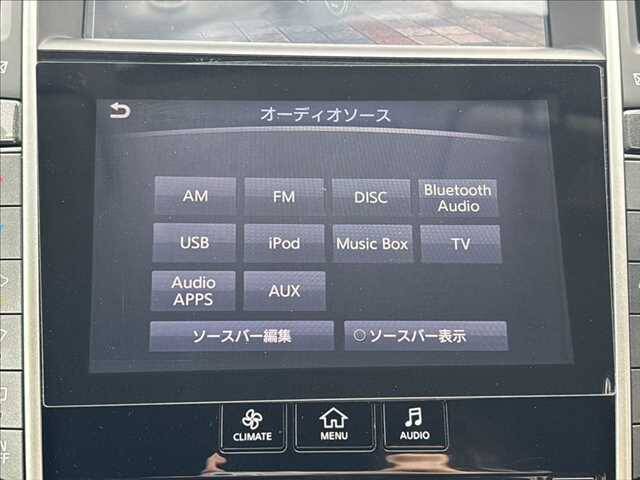 オーディオソース
AM
FM
DISC
Bluetooth
Audio
USB
iPod
Music Box
TV
Audio
APPS
AUX
ソースバー編集
ソースバー表示
CLIMATE
MENU
AUDIO